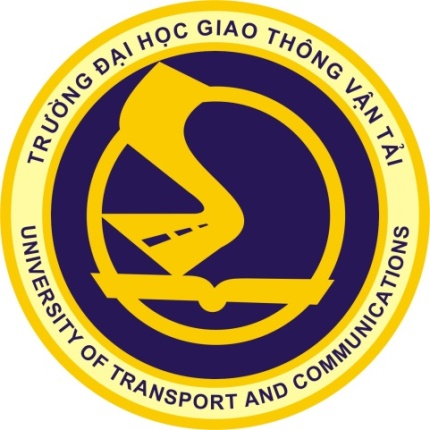 TRƯỜNG ĐẠI HỌC GIAO THÔNG VẬN TẢI
UNIVERSITY OF TRANSPORT AND COMMUNICATIONS